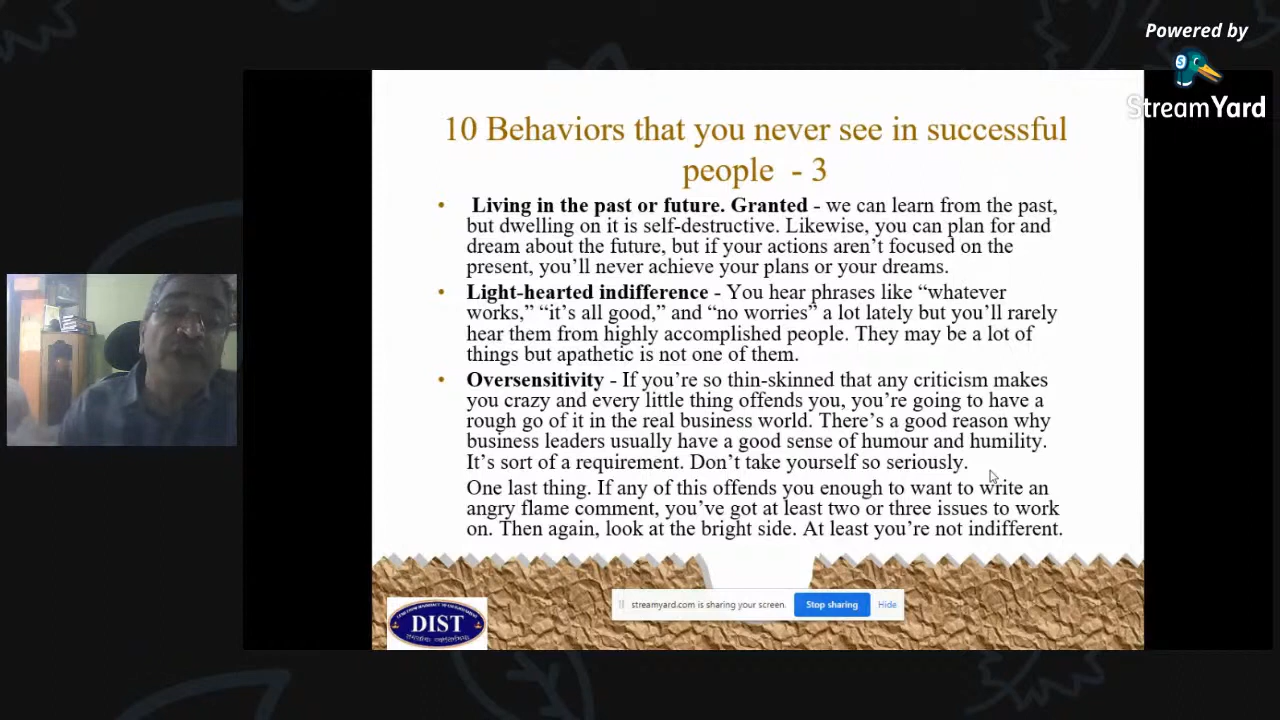 Powered by
StreamYard
10 Behaviors that you never see in successful
people - 3
• Living in the past or future. Granted - we can learn from the past,
but dwelling on it is self-destructive. Likewise, you can plan for and
dream about the future, but if your actions aren't focused on the
present, you'll never achieve your plans or your dreams.
• Light-hearted indifference - You hear phrases like “whatever
works,” “it's all good,” and “no worries” a lot lately but you'll rarely
hear them from highly accomplished people. They may be a lot of
things but apathetic is not one of them.
• Oversensitivity - If you're so thin-skinned that any criticism makes
you crazy and every little thing offends you, you're going to have a
rough go of it in the real business world. There's a good reason why
business leaders usually have a good sense of humour and humility.
It's sort of a requirement. Don't take yourself so seriously.
One last thing. If any of this offends you enough to want to write an
angry flame comment, you've got at least two or three issues to work
on. Then again, look at the bright side. At least you're not indifferent.
streamyard.com is sharing your screen. Stop sharing Hide
DIST